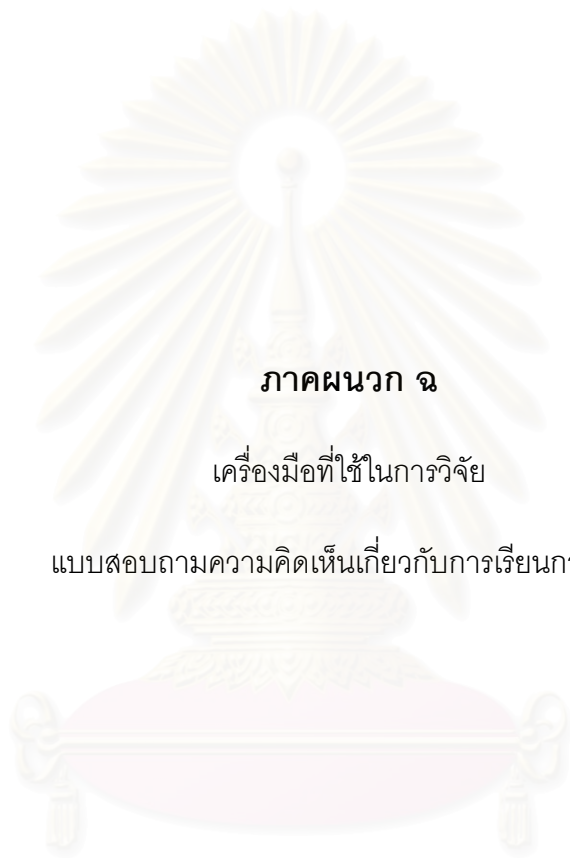 ภาคผนวก ฉ
เครื่องมือที่ใช้ในการวิจัย
แบบสอบถามความคิดเห็นเกี่ยวกับการเรียนกา